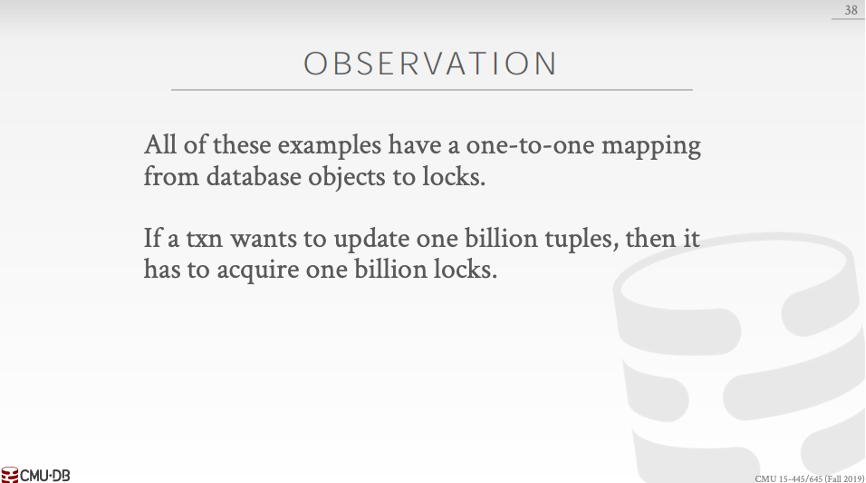 38
OBSERVATION
All of these examples have a one-to-one mapping
from database objects to locks.
If a txn wants to update one billion tuples, then it
has to acquire one billion locks.
CMU·DB
CMU 15-445/645 (Fall 2019)